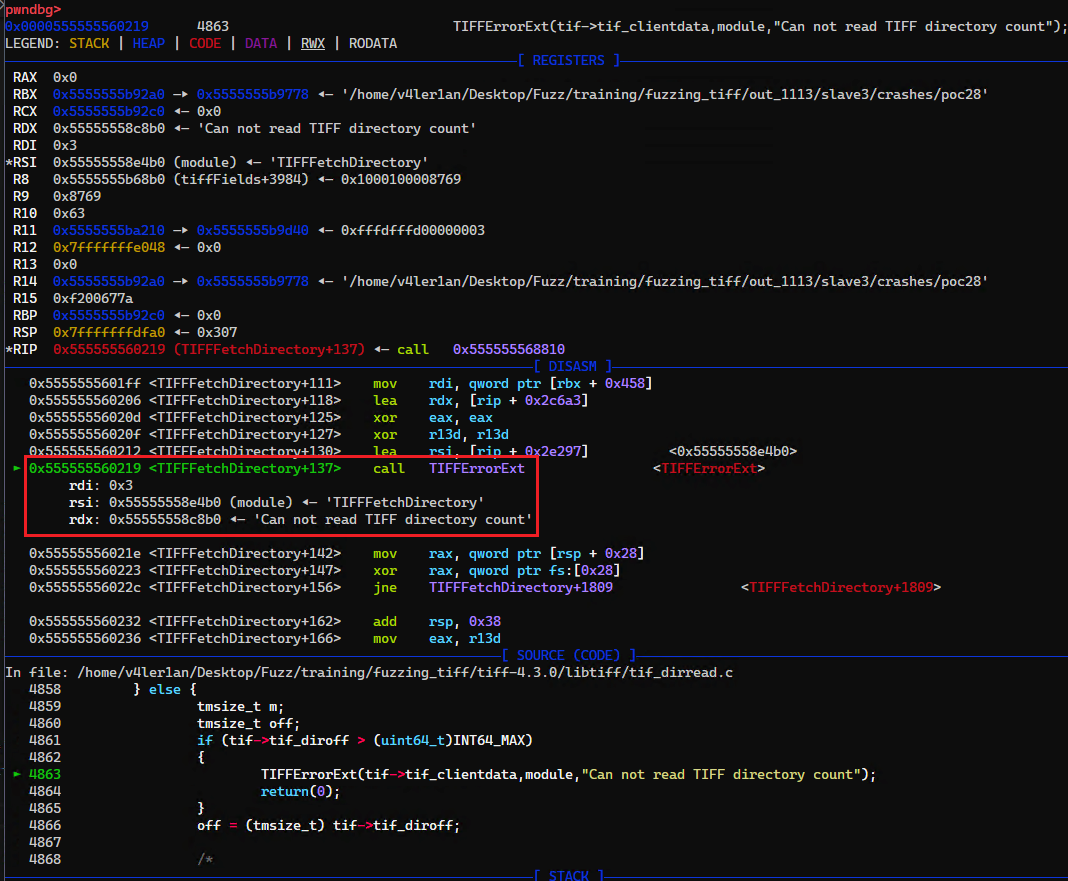 pwndbg>
0x0000555555560219 4863 TIFFErrorExt(tif->tif_clientdata,module,"Can not read TIFF directory count");
LEGEND: STACK | HEAP | CODE | DATA | RWX | RODATA
[ REGISTERS ]
RAX 0x0
RBX 0x5555555b92a0 —▸ 0x5555555b9778 ◂— '/home/v4ler1an/Desktop/Fuzz/training/fuzzing_tiff/out_1113/slave3/crashes/poc28'
RCX 0x5555555b92c0 ◂— 0x0
RDX 0x55555558c8b0 ◂— 'Can not read TIFF directory count'
RDI 0x3
*RSI 0x55555558e4b0 (module) ◂— 'TIFFFetchDirectory'
R8 0x5555555b68b0 (tiffFields+3984) ◂— 0x1000100008769
R9 0x8769
R10 0x63
R11 0x5555555ba210 —▸ 0x5555555b9d40 ◂— 0xfffdfffd00000003
R12 0x7fffffffe048 ◂— 0x0
R13 0x0
R14 0x5555555b92a0 —▸ 0x5555555b9778 ◂— '/home/v4ler1an/Desktop/Fuzz/training/fuzzing_tiff/out_1113/slave3/crashes/poc28'
R15 0xf200677a
RBP 0x5555555b92c0 ◂— 0x0
RSP 0x7fffffffdfa0 ◂— 0x307
*RIP 0x555555560219 (TIFFFetchDirectory+137) ◂— call 0x555555568810
[ DISASM ]
0x5555555601ff <TIFFFetchDirectory+111> mov rdi, qword ptr [rbx + 0x458]
0x555555560206 <TIFFFetchDirectory+118> lea rdx, [rip + 0x2c6a3]
0x55555556020d <TIFFFetchDirectory+125> xor eax, eax
0x55555556020f <TIFFFetchDirectory+127> xor r13d, r13d
0x555555560212 <TIFFFetchDirectory+130> lea rsi, [rip + 0x2e297] <0x55555558e4b0>
► 0x555555560219 <TIFFFetchDirectory+137> call TIFFErrorExt <TIFFErrorExt>
rdi: 0x3
rsi: 0x55555558e4b0 (module) ◂— 'TIFFFetchDirectory'
rdx: 0x55555558c8b0 ◂— 'Can not read TIFF directory count'
0x55555556021e <TIFFFetchDirectory+142> mov rax, qword ptr [rsp + 0x28]
0x555555560223 <TIFFFetchDirectory+147> xor rax, qword ptr fs:[0x28]
0x55555556022c <TIFFFetchDirectory+156> jne TIFFFetchDirectory+1809 <TIFFFetchDirectory+1809>
0x555555560232 <TIFFFetchDirectory+162> add rsp, 0x38
0x555555560236 <TIFFFetchDirectory+166> mov eax, r13d
[ SOURCE (CODE) ]
In file: /home/v4ler1an/Desktop/Fuzz/training/fuzzing_tiff/tiff-4.3.0/libtiff/tif_dirread.c
4858 } else {
4859 tmsize_t m;
4860 tmsize_t off;
4861 if (tif->tif_diroff > (uint64_t)INT64_MAX)
4862 {
► 4863 TIFFErrorExt(tif->tif_clientdata,module,"Can not read TIFF directory count");
4864 return(0);
4865 }
4866 off = (tmsize_t) tif->tif_diroff;
4867
4868 /*
[ STACK ]